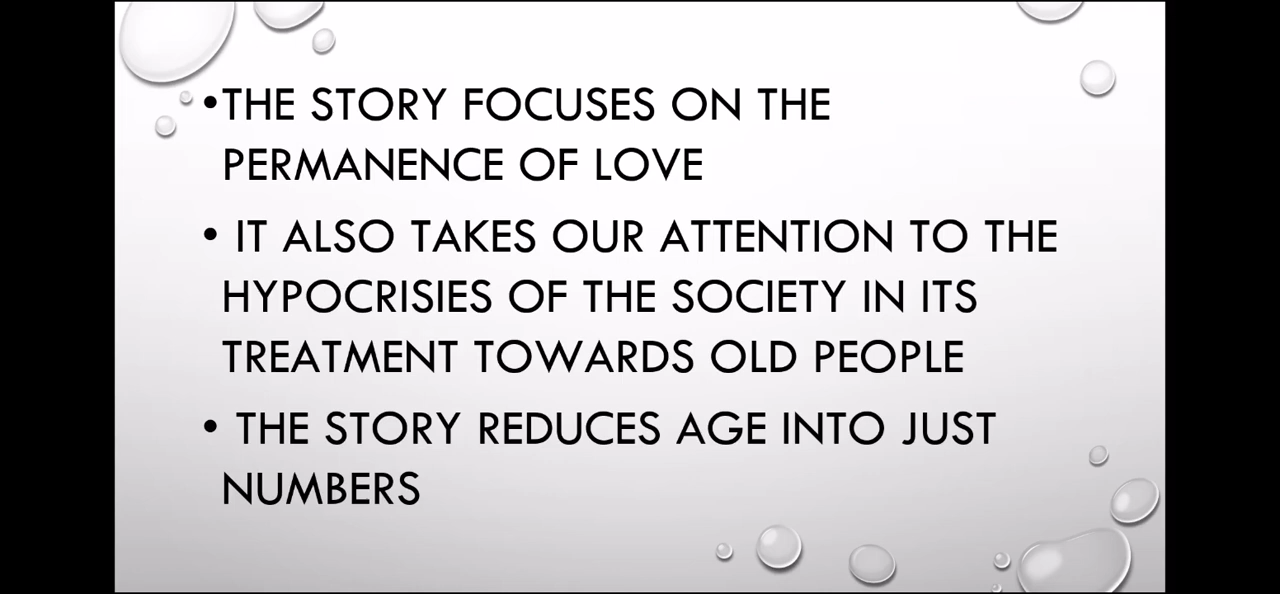 •THE STORY FOCUSES ON THE
PERMANENCE OF LOVE
• IT ALSO TAKES OUR ATTENTION TO THE
HYPOCRISIES OF THE SOCIETY IN ITS
TREATMENT TOWARDS OLD PEOPLE
• THE STORY REDUCES AGE INTO JUST
NUMBERS